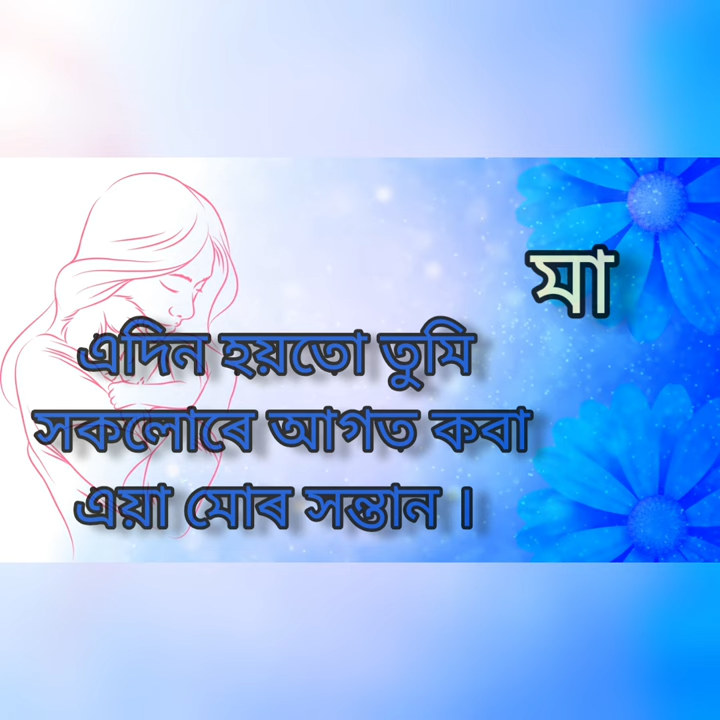 মা
এদিন হয়তো তুমি
সকলোৰে আগত কবা
এয়া মোৰ সন্তান ।